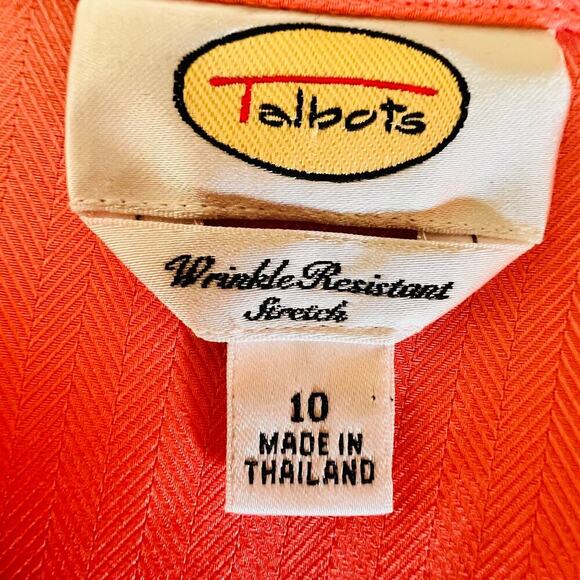 Talbots
Wrinkle Resistant
Stretch
10
MADE IN
THAILAND